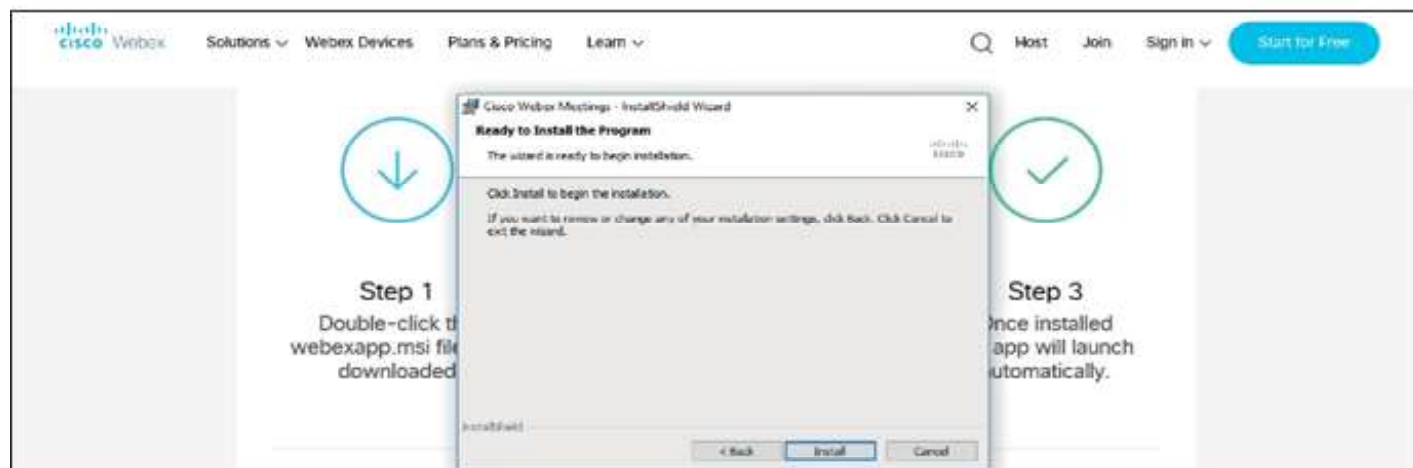 CISCO Webex
Solutions Webex Devices Plans & Pricing Learn Host Join Sign in Start for Free
Cisco Webex Meetings - InstallShield Wizard
Ready to Install the Program
The wizard is ready to begin installation.
CISCO
Click Install to begin the installation.
If you want to review or change any of your installation settings, click Back. Click Cancel to
exit the wizard.
Step 1
Double-click th
webexapp.msi file
downloaded
Step 3
Once installed
app will launch
utomatically.
InstallShield
< Back Install Cancel